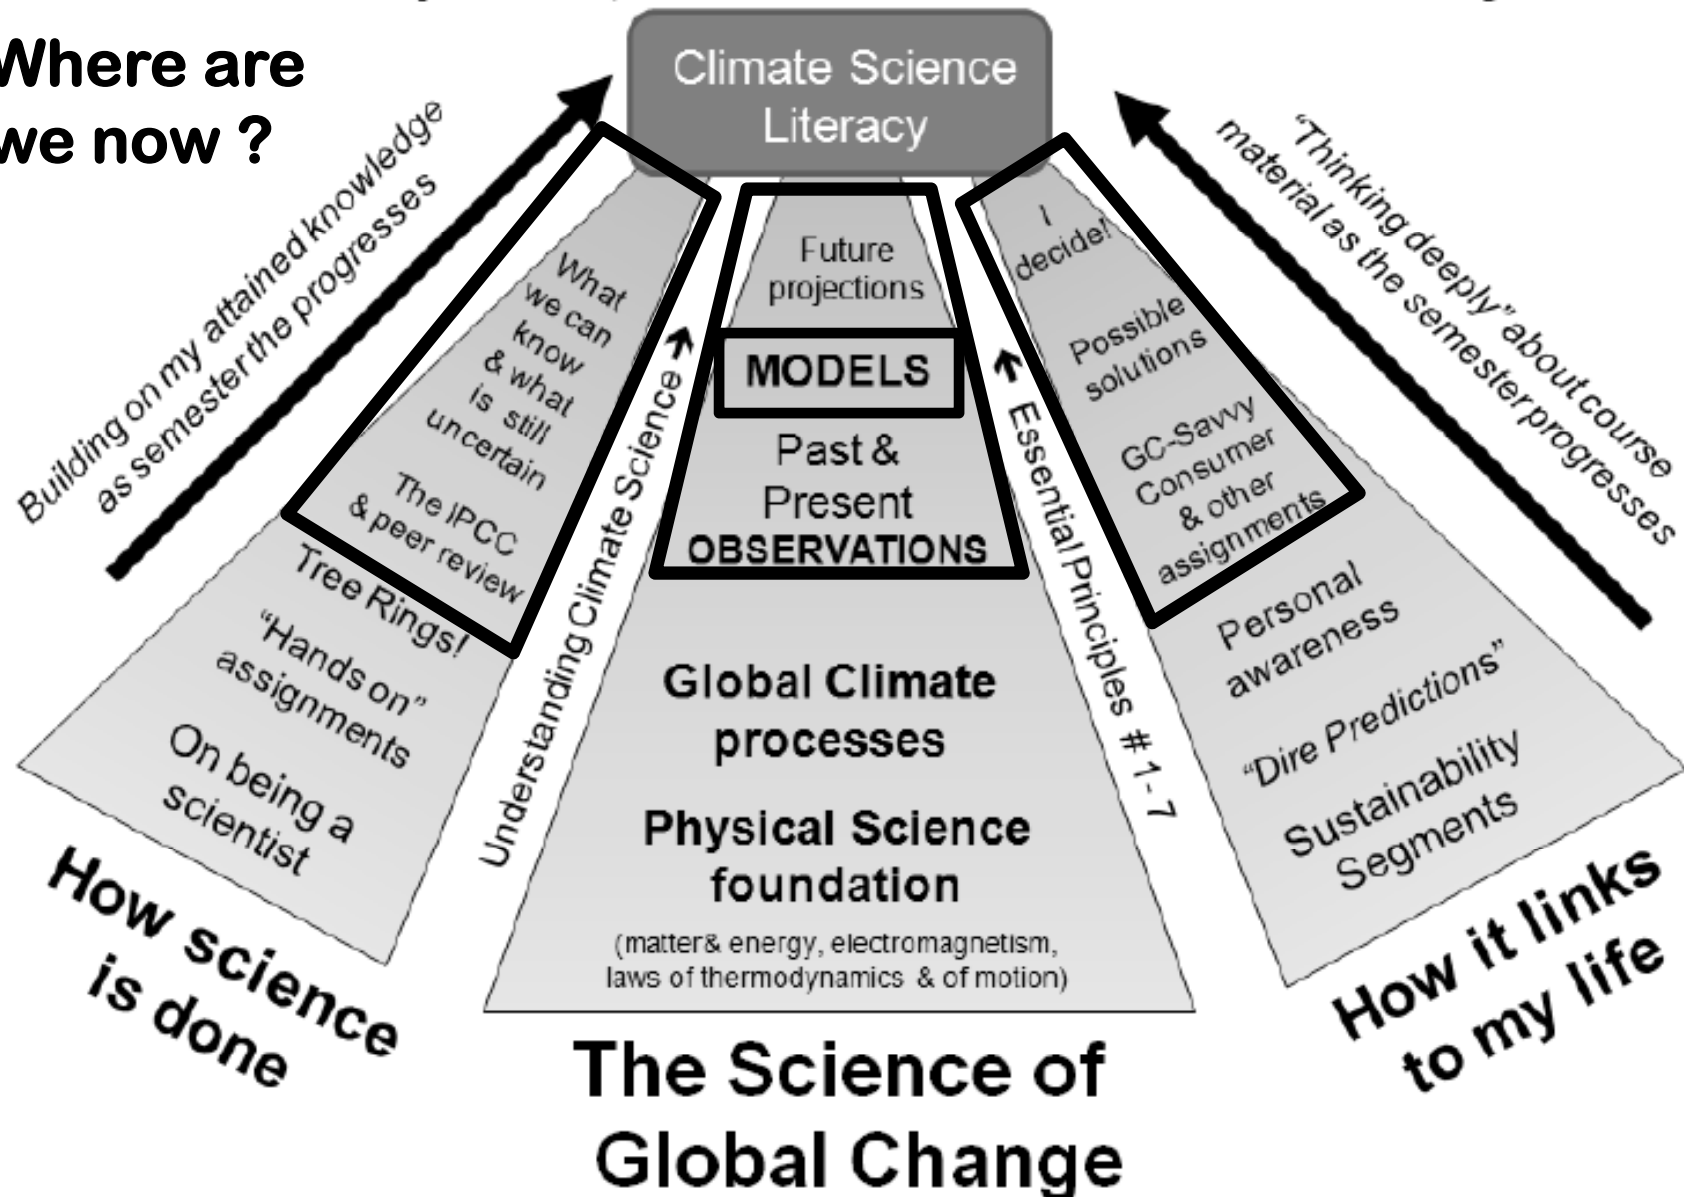 Where are
we now ?
Climate Science
Literacy
Building on my attained knowledge
as semester the progresses
"Thinking deeply" about course
material as the semester progresses
What
we can
know
& what
is still
uncertain
The IPCC
& peer review
Tree Rings!
"Hands on"
assignments
On being a
scientist
How science
is done
Understanding Climate Science →
Future
projections
MODELS
Past &
Present
OBSERVATIONS
Global Climate
processes
Physical Science
foundation
(matter& energy, electromagnetism,
laws of thermodynamics & of motion)
The Science of
Global Change
← Essential Principles # 1- 7
I
decide!
Possible
solutions
GC-Savvy
Consumer
& other
assignments
Personal
awareness
"Dire Predictions"
Sustainability
Segments
How it links
to my life